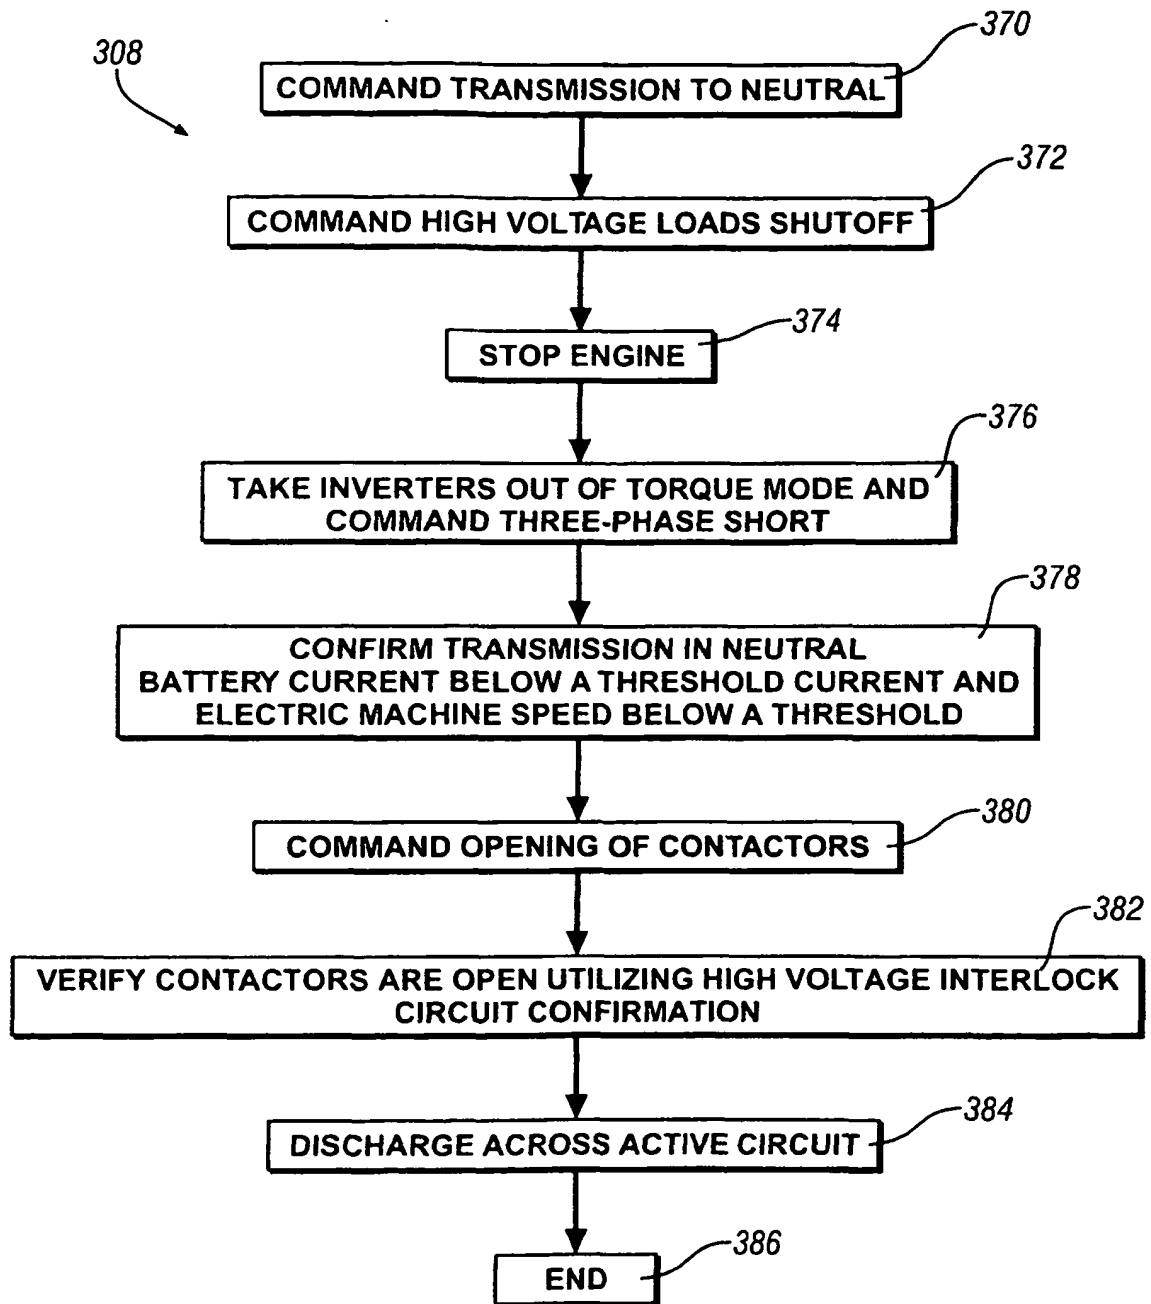 308
370
COMMAND TRANSMISSION TO NEUTRAL
372
COMMAND HIGH VOLTAGE LOADS SHUTOFF
374
STOP ENGINE
376
TAKE INVERTERS OUT OF TORQUE MODE AND
COMMAND THREE-PHASE SHORT
378
CONFIRM TRANSMISSION IN NEUTRAL
BATTERY CURRENT BELOW A THRESHOLD CURRENT AND
ELECTRIC MACHINE SPEED BELOW A THRESHOLD
380
COMMAND OPENING OF CONTACTORS
382
VERIFY CONTACTORS ARE OPEN UTILIZING HIGH VOLTAGE INTERLOCK
CIRCUIT CONFIRMATION
384
DISCHARGE ACROSS ACTIVE CIRCUIT
386
END